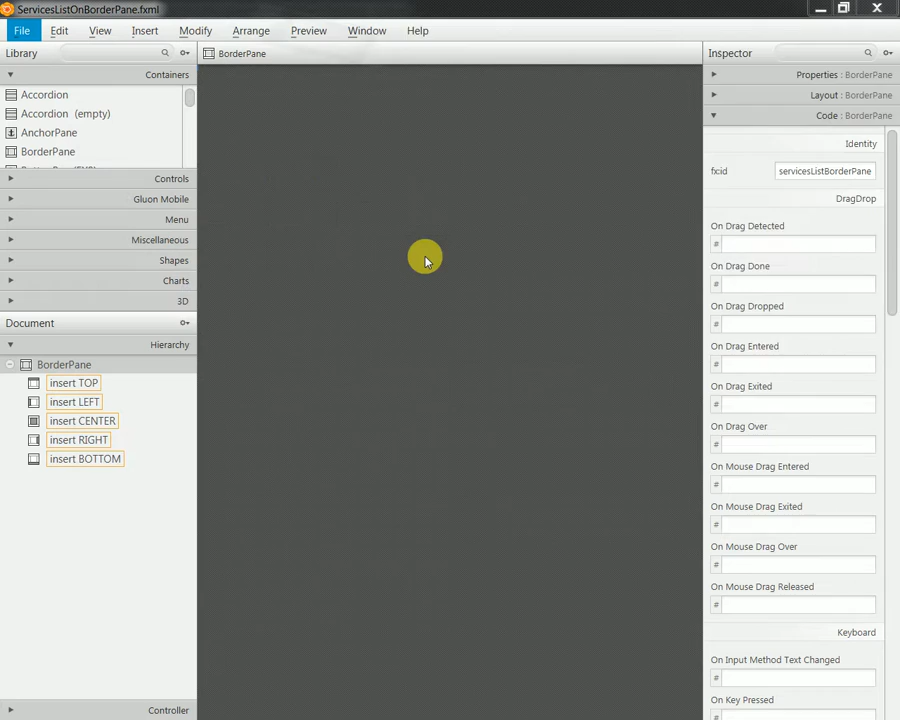 ServicesListOnBorderPane.fxml
File Edit View Insert Modify Arrange Preview Window Help
Library
Containers
Accordion
Accordion (empty)
AnchorPane
BorderPane
Controls
Gluon Mobile
Menu
Miscellaneous
Shapes
Charts
3D
Document
Hierarchy
BorderPane
insert TOP
insert LEFT
insert CENTER
insert RIGHT
insert BOTTOM
Controller
BorderPane
Inspector
Properties : BorderPane
Layout : BorderPane
Code : BorderPane
Identity
fx:id servicesListBorderPane
DragDrop
On Drag Detected
#
On Drag Done
#
On Drag Dropped
#
On Drag Entered
#
On Drag Exited
#
On Drag Over
#
On Mouse Drag Entered
#
On Mouse Drag Exited
#
On Mouse Drag Over
#
On Mouse Drag Released
#
Keyboard
On Input Method Text Changed
#
On Key Pressed
#